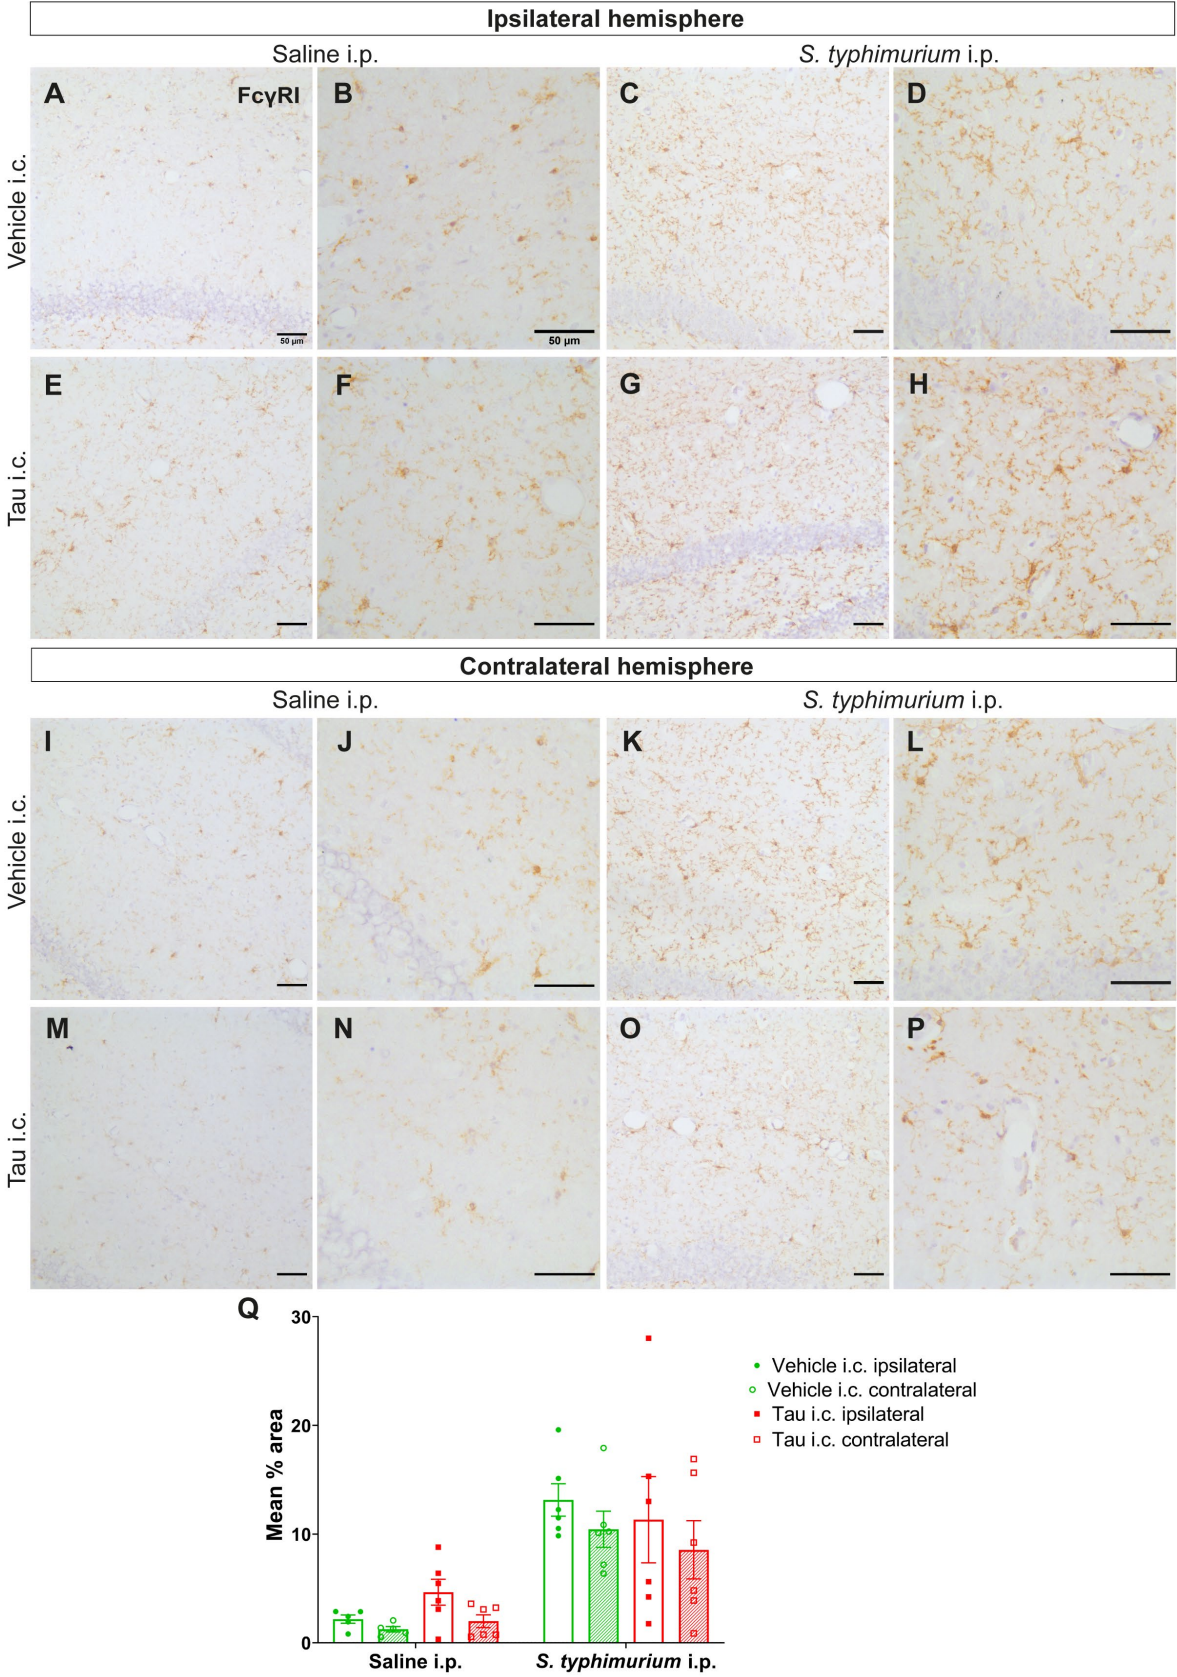 Ipsilateral hemisphere
Saline i.p.
S. typhimurium i.p.
Vehicle i.c.
A
FcγRI
B
C
D
50 µm
50 µm
Tau i.c.
E
F
G
H
Contralateral hemisphere
Saline i.p.
S. typhimurium i.p.
Vehicle i.c.
I
J
K
L
Tau i.c.
M
N
O
P
Q
Mean % area
30
20
10
0
Saline i.p.
S. typhimurium i.p.
Vehicle i.c. ipsilateral
Vehicle i.c. contralateral
Tau i.c. ipsilateral
Tau i.c. contralateral